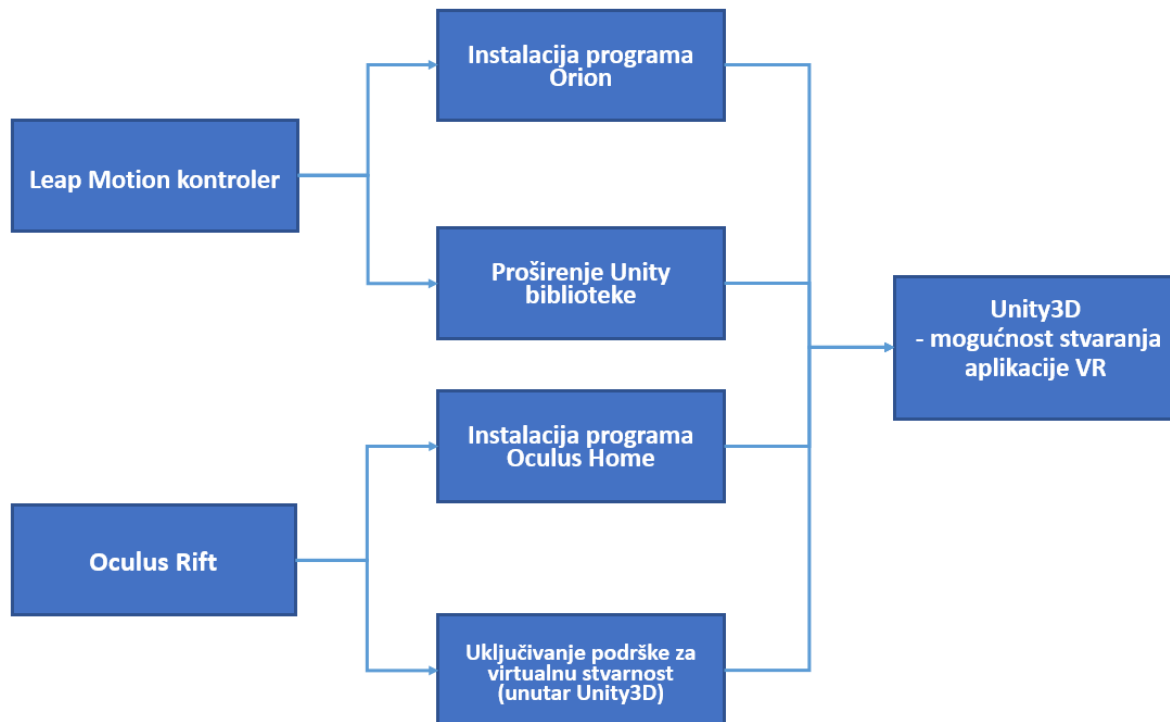 Instalacija programa
Orion
Leap Motion kontroler
Proširenje Unity
biblioteke
Unity3D
- mogućnost stvaranja
aplikacije VR
Instalacija programa
Oculus Home
Oculus Rift
Uključivanje podrške za
virtualnu stvarnost
(unutar Unity3D)